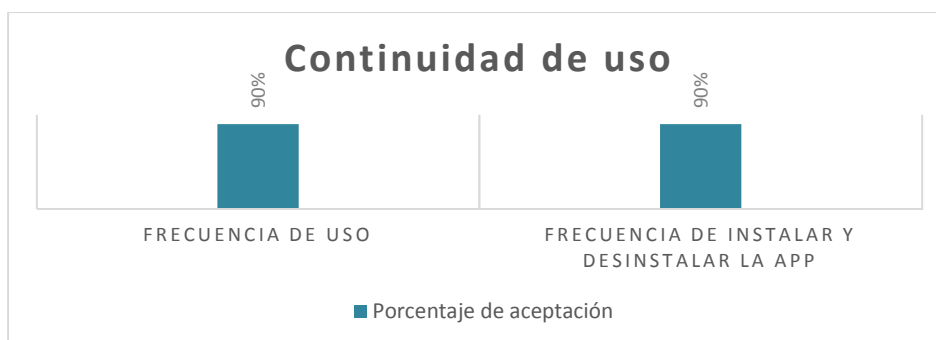 Continuidad de uso
90%
90%
FRECUENCIA DE USO
FRECUENCIA DE INSTALAR Y
DESINSTALAR LA APP
Porcentaje de aceptación